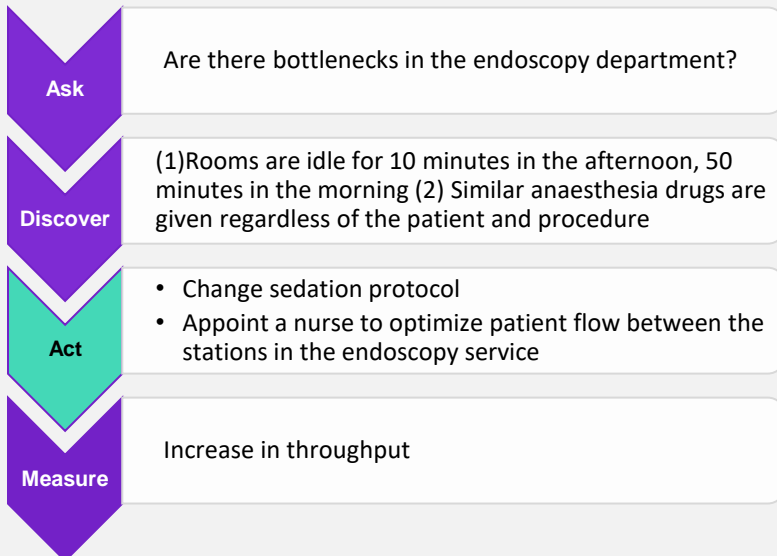 Ask
Are there bottlenecks in the endoscopy department?
Discover
(1)Rooms are idle for 10 minutes in the afternoon, 50
minutes in the morning (2) Similar anaesthesia drugs are
given regardless of the patient and procedure
Act
• Change sedation protocol
• Appoint a nurse to optimize patient flow between the
stations in the endoscopy service
Measure
Increase in throughput